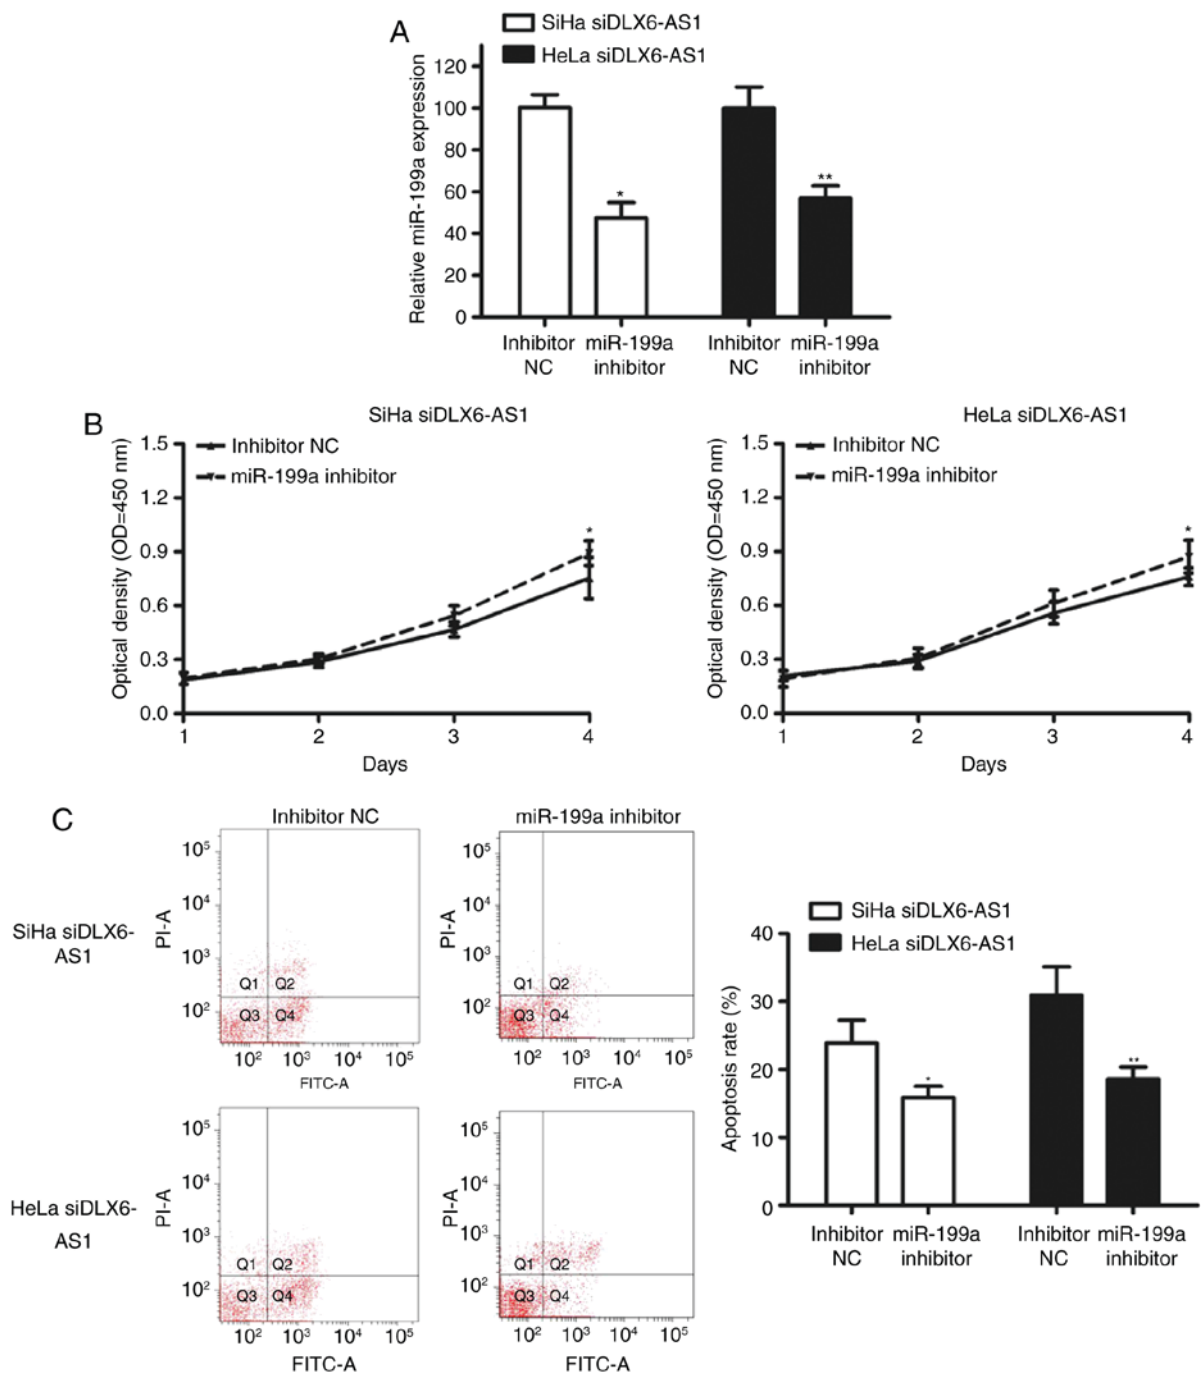 A
SiHa siDLX6-AS1
HeLa siDLX6-AS1
Relative miR-199a expression
120
100
80
60
40
20
0
*
**
Inhibitor NC
miR-199a inhibitor
Inhibitor NC
miR-199a inhibitor
B
SiHa siDLX6-AS1
Inhibitor NC
miR-199a inhibitor
Optical density (OD=450 nm)
1.5
1.2
0.9
0.6
0.3
0.0
*
1 2 3 4
Days
HeLa siDLX6-AS1
Inhibitor NC
miR-199a inhibitor
Optical density (OD=450 nm)
1.5
1.2
0.9
0.6
0.3
0.0
*
1 2 3 4
Days
C
Inhibitor NC
miR-199a inhibitor
SiHa siDLX6-
AS1
PI-A
10⁵
10⁴
10³
10²
Q1 Q2
Q3 Q4
10² 10³ 10⁴ 10⁵
FITC-A
PI-A
10⁵
10⁴
10³
10²
Q1 Q2
Q3 Q4
10² 10³ 10⁴ 10⁵
FITC-A
HeLa siDLX6-
AS1
PI-A
10⁵
10⁴
10³
10²
Q1 Q2
Q3 Q4
10² 10³ 10⁴ 10⁵
FITC-A
PI-A
10⁵
10⁴
10³
10²
Q1 Q2
Q3 Q4
10² 10³ 10⁴ 10⁵
FITC-A
SiHa siDLX6-AS1
HeLa siDLX6-AS1
Apoptosis rate (%)
40
30
20
10
0
*
**
Inhibitor NC
miR-199a inhibitor
Inhibitor NC
miR-199a inhibitor